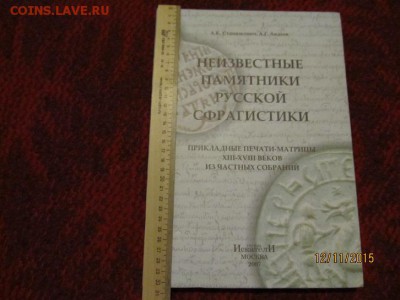 COINS.LAVE.RU
НЕИЗВЕСТНЫЕ
ПАМЯТНИКИ
РУССКОЙ
СФРАГИСТИКИ
ПРИКЛАДНЫЕ ПЕЧАТИ-МАТРИЦЫ
XIII-XVIII ВЕКОВ
ИЗ ЧАСТНЫХ СОБРАНИЙ
МОСКВА
12/11/2015